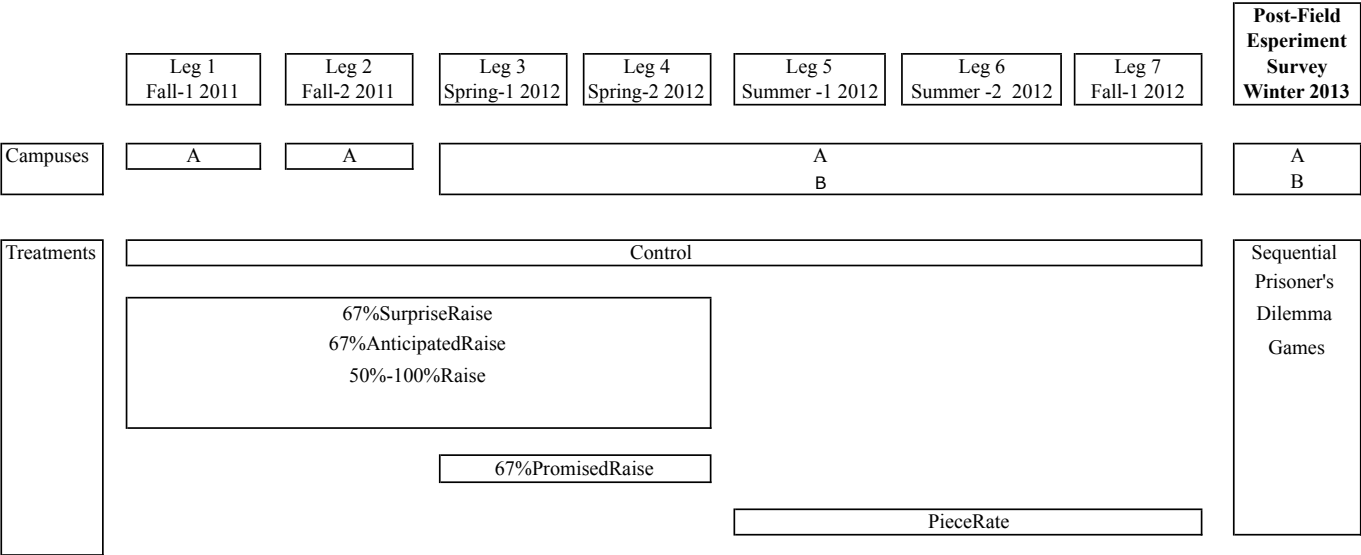 Post-Field
Esperiment
Survey
Winter 2013
Leg 1
Fall-1 2011
Leg 2
Fall-2 2011
Leg 3
Spring-1 2012
Leg 4
Spring-2 2012
Leg 5
Summer -1 2012
Leg 6
Summer -2 2012
Leg 7
Fall-1 2012
Campuses
A
A
A
B
A
B
Treatments
Control
67%SurpriseRaise
67%AnticipatedRaise
50%-100%Raise
67%PromisedRaise
PieceRate
Sequential
Prisoner's
Dilemma
Games